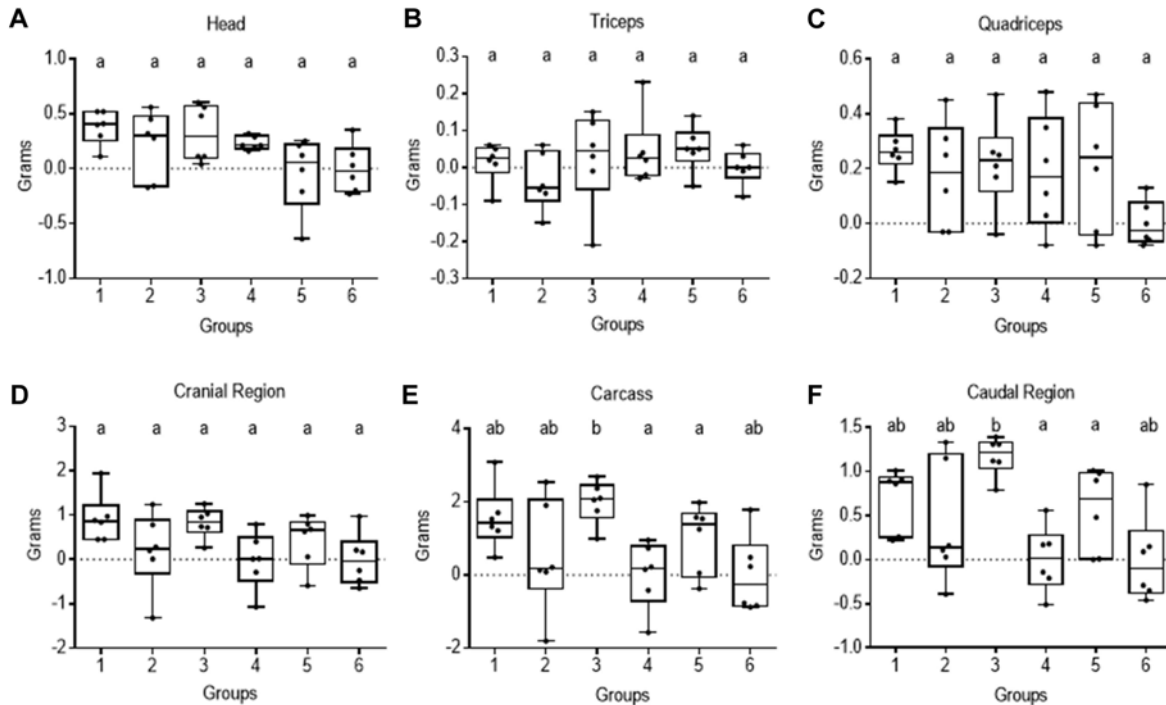 A
Head
a a a a a a
1.0
0.5
0.0
-0.5
-1.0
Grams
1 2 3 4 5 6
Groups
B
Triceps
a a a a a a
0.3
0.2
0.1
0.0
-0.1
-0.2
-0.3
Grams
1 2 3 4 5 6
Groups
C
Quadriceps
a a a a a a
0.6
0.4
0.2
0.0
-0.2
Grams
1 2 3 4 5 6
Groups
D
Cranial Region
a a a a a a
3
2
1
0
-1
-2
Grams
1 2 3 4 5 6
Groups
E
Carcass
ab ab b a a ab
4
2
0
-2
Grams
1 2 3 4 5 6
Groups
F
Caudal Region
ab ab b a a ab
1.5
1.0
0.5
0.0
-0.5
-1.0
Grams
1 2 3 4 5 6
Groups